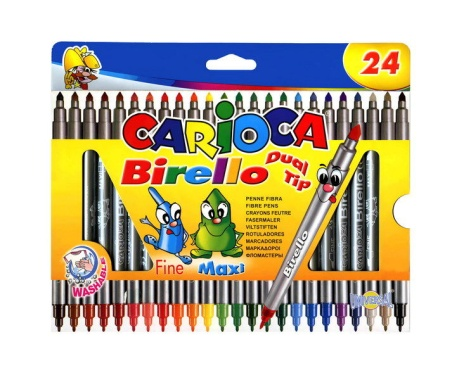 24
CARIOCA
Birello
Dual
Tip
PENNE FIBRA
FIBRE PENS
CRAYONS FEUTRE
FASERMALER
VILTSTIFTEN
ROTULADORES
MARCADORES
ΜΑΡΚΑΔΟΡΟΙ
ФЛОМАСТЕРЫ
Birello
Fine Maxi
WASHABLE
UNIVERSAL